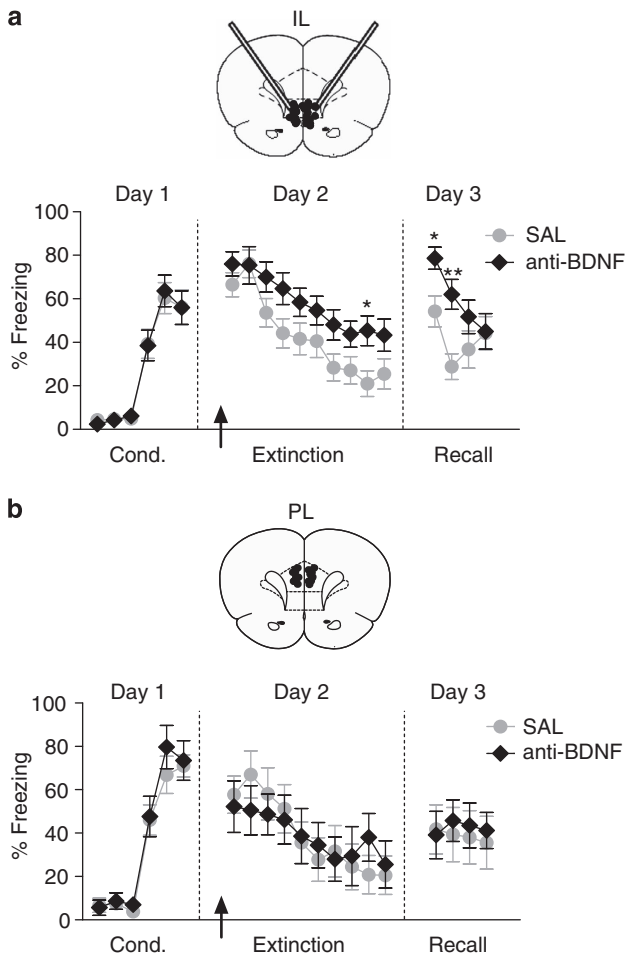 a
IL
Day 1 Day 2 Day 3
100
80
60
40
20
0
% Freezing
* * **
SAL
anti-BDNF
Cond. Extinction Recall
b
PL
Day 1 Day 2 Day 3
100
80
60
40
20
0
% Freezing
SAL
anti-BDNF
Cond. Extinction Recall